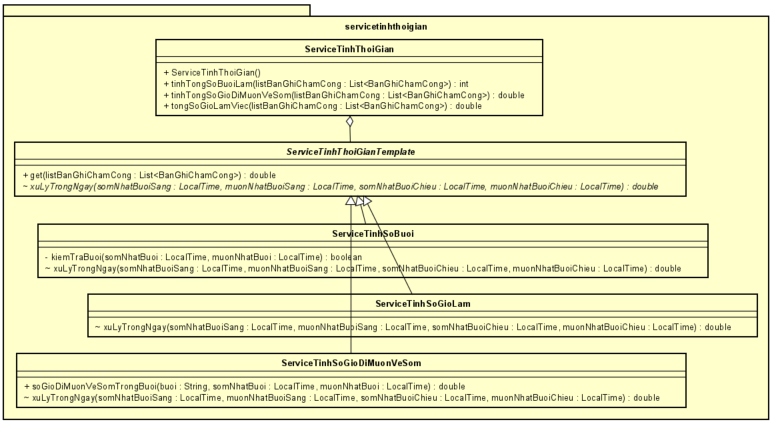 servicetinhthoigian
ServiceTinhThoiGian
+ ServiceTinhThoiGian()
+ tinhTongSoBuoiLam(listBanGhiChamCong : List<BanGhiChamCong>) : int
+ tinhTongSoGioDiMuonVeSom(listBanGhiChamCong : List<BanGhiChamCong>) : double
+ tongSoGioLamViec(listBanGhiChamCong : List<BanGhiChamCong>) : double
ServiceTinhThoiGianTemplate
+ get(listBanGhiChamCong : List<BanGhiChamCong>) : double
~ xuLyTrongNgay(somNhatBuoiSang : LocalTime, muonNhatBuoiSang : LocalTime, somNhatBuoiChieu : LocalTime, muonNhatBuoiChieu : LocalTime) : double
ServiceTinhSoBuoi
- kiemTraBuoi(somNhatBuoi : LocalTime, muonNhatBuoi : LocalTime) : boolean
~ xuLyTrongNgay(somNhatBuoiSang : LocalTime, muonNhatBuoiSang : LocalTime, somNhatBuoiChieu : LocalTime, muonNhatBuoiChieu : LocalTime) : double
ServiceTinhSoGioLam
~ xuLyTrongNgay(somNhatBuoiSang : LocalTime, muonNhatBuoiSang : LocalTime, somNhatBuoiChieu : LocalTime, muonNhatBuoiChieu : LocalTime) : double
ServiceTinhSoGioDiMuonVeSom
+ soGioDiMuonVeSomTrongBuoi(buoi : String, somNhatBuoi : LocalTime, muonNhatBuoi : LocalTime) : double
~ xuLyTrongNgay(somNhatBuoiSang : LocalTime, muonNhatBuoiSang : LocalTime, somNhatBuoiChieu : LocalTime, muonNhatBuoiChieu : LocalTime) : double